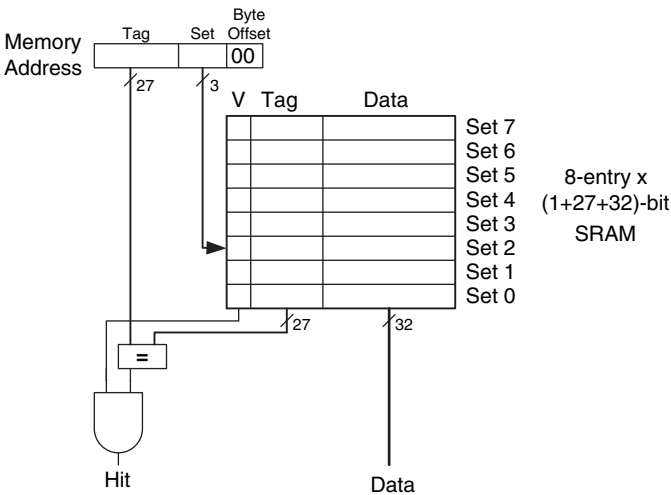 Byte
Tag Set Offset
Memory
Address
00
27 3
V Tag Data
Set 7
Set 6
Set 5
Set 4
Set 3
Set 2
Set 1
Set 0
8-entry x
(1+27+32)-bit
SRAM
27 32
=
Hit Data